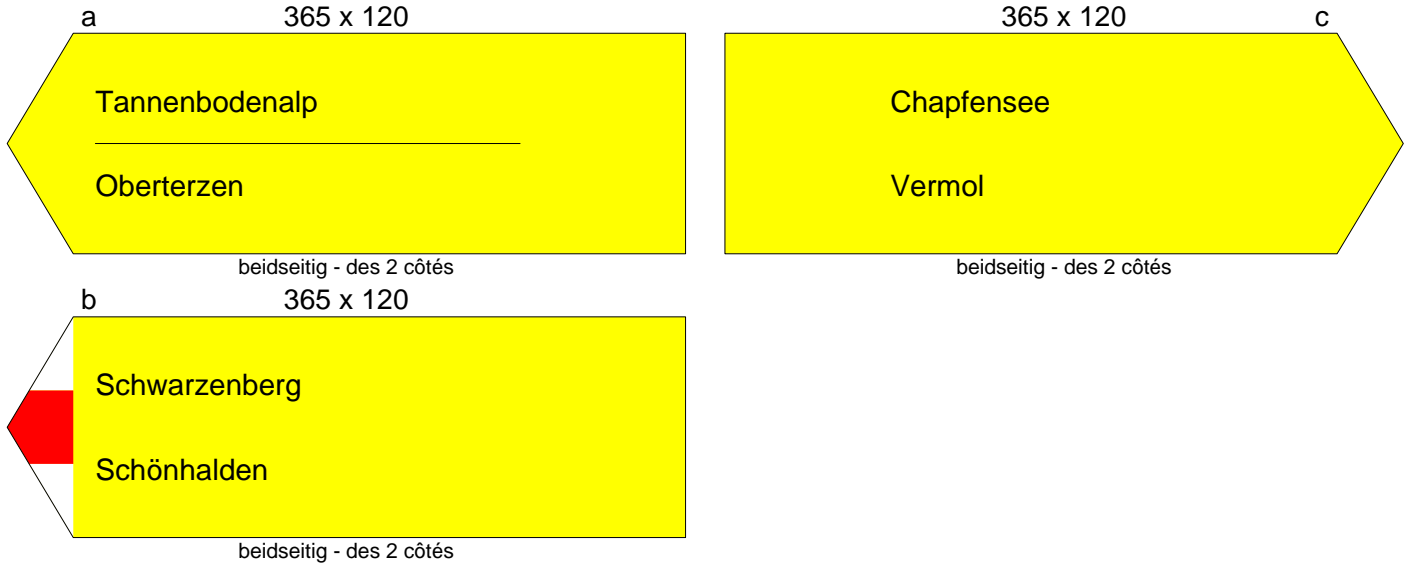 a 365 x 120
Tannenbodenalp
Oberterzen
beidseitig - des 2 côtés
365 x 120 c
Chapfensee
Vermol
beidseitig - des 2 côtés
b 365 x 120
Schwarzenberg
Schönhalden
beidseitig - des 2 côtés